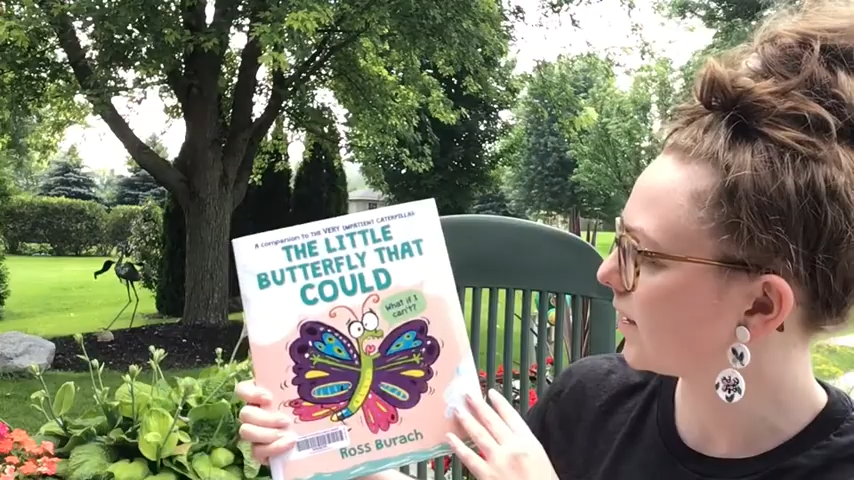 A companion to THE VERY IMPATIENT CATERPILLAR
THE LITTLE
BUTTERFLY THAT
COULD
What if I
can't??
ROSS BURACH